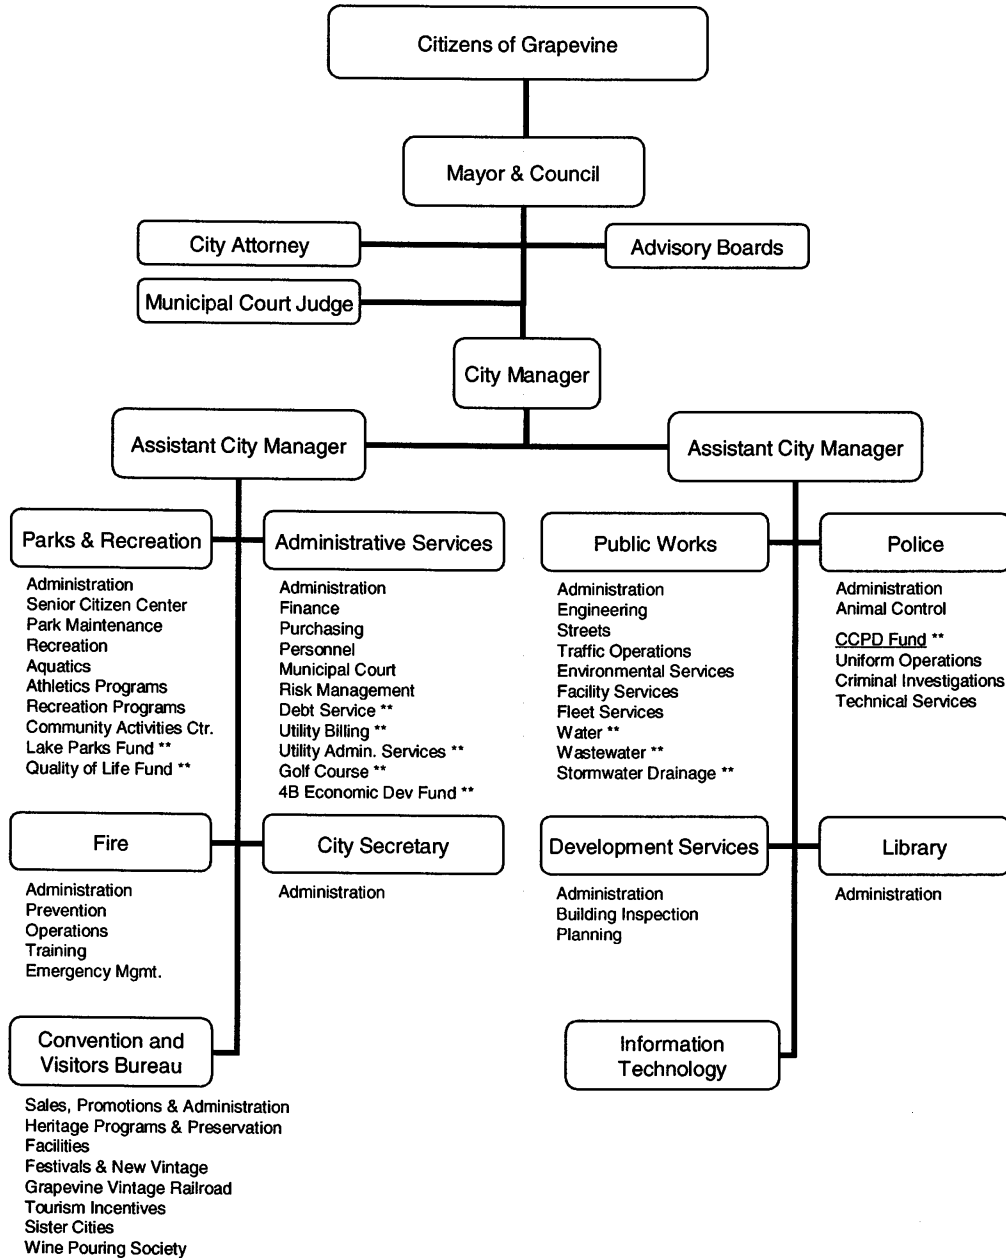 Citizens of Grapevine
Mayor & Council
City Attorney
Advisory Boards
Municipal Court Judge
City Manager
Assistant City Manager
Assistant City Manager
Parks & Recreation
Administration
Senior Citizen Center
Park Maintenance
Recreation
Aquatics
Athletics Programs
Recreation Programs
Community Activities Ctr.
Lake Parks Fund **
Quality of Life Fund **
Administrative Services
Administration
Finance
Purchasing
Personnel
Municipal Court
Risk Management
Debt Service **
Utility Billing **
Utility Admin. Services **
Golf Course **
4B Economic Dev Fund **
Public Works
Administration
Engineering
Streets
Traffic Operations
Environmental Services
Facility Services
Fleet Services
Water **
Wastewater **
Stormwater Drainage **
Police
Administration
Animal Control
CCPD Fund **
Uniform Operations
Criminal Investigations
Technical Services
Fire
Administration
Prevention
Operations
Training
Emergency Mgmt.
City Secretary
Administration
Development Services
Administration
Building Inspection
Planning
Library
Administration
Convention and
Visitors Bureau
Sales, Promotions & Administration
Heritage Programs & Preservation
Facilities
Festivals & New Vintage
Grapevine Vintage Railroad
Tourism Incentives
Sister Cities
Wine Pouring Society
Information
Technology